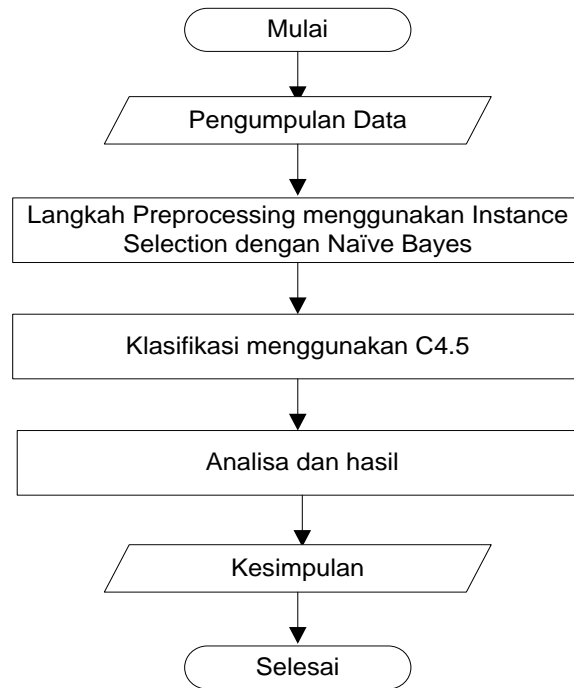 Mulai
Pengumpulan Data
Langkah Preprocessing menggunakan Instance
Selection dengan Naïve Bayes
Klasifikasi menggunakan C4.5
Analisa dan hasil
Kesimpulan
Selesai